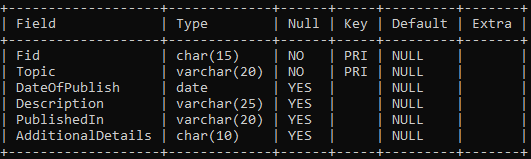 +-------------------+-------------+------+-----+---------+-------+
| Field             | Type        | Null | Key | Default | Extra |
+-------------------+-------------+------+-----+---------+-------+
| Fid               | char(15)    | NO   | PRI | NULL    |       |
| Topic             | varchar(20) | NO   | PRI | NULL    |       |
| DateOfPublish     | date        | YES  |     | NULL    |       |
| Description       | varchar(25) | YES  |     | NULL    |       |
| PublishedIn       | varchar(20) | YES  |     | NULL    |       |
| AdditionalDetails | char(10)    | YES  |     | NULL    |       |
+-------------------+-------------+------+-----+---------+-------+